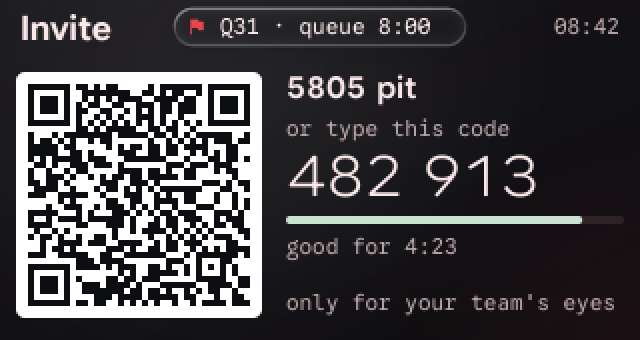 Invite
Q31 · queue 8:00
08:42
5805 pit
or type this code
482 913
good for 4:23
only for your team's eyes